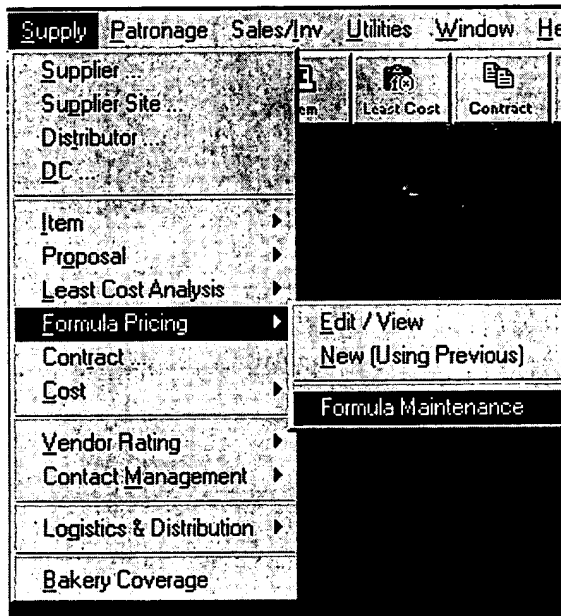 Supply Patronage Sales/Inv Utilities Window He
Supplier ...
Supplier Site ...
Distributor ...
DC ...
em Least Cost Contract
Item
Proposal
Least Cost Analysis
Formula Pricing
Contract ...
Cost
Vendor Rating
Contact Management
Logistics & Distribution
Bakery Coverage
Edit / View
New (Using Previous)
Formula Maintenance